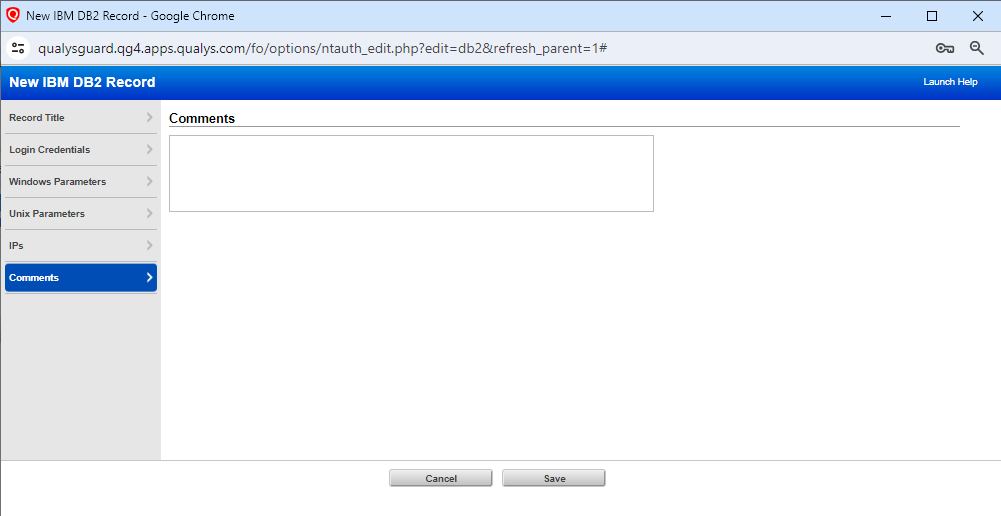 New IBM DB2 Record - Google Chrome
qualysguard.qg4.apps.qualys.com/fo/options/ntauth_edit.php?edit=db2&refresh_parent=1#
New IBM DB2 Record
Launch Help
Record Title
Login Credentials
Windows Parameters
Unix Parameters
IPs
Comments
Comments
Cancel
Save